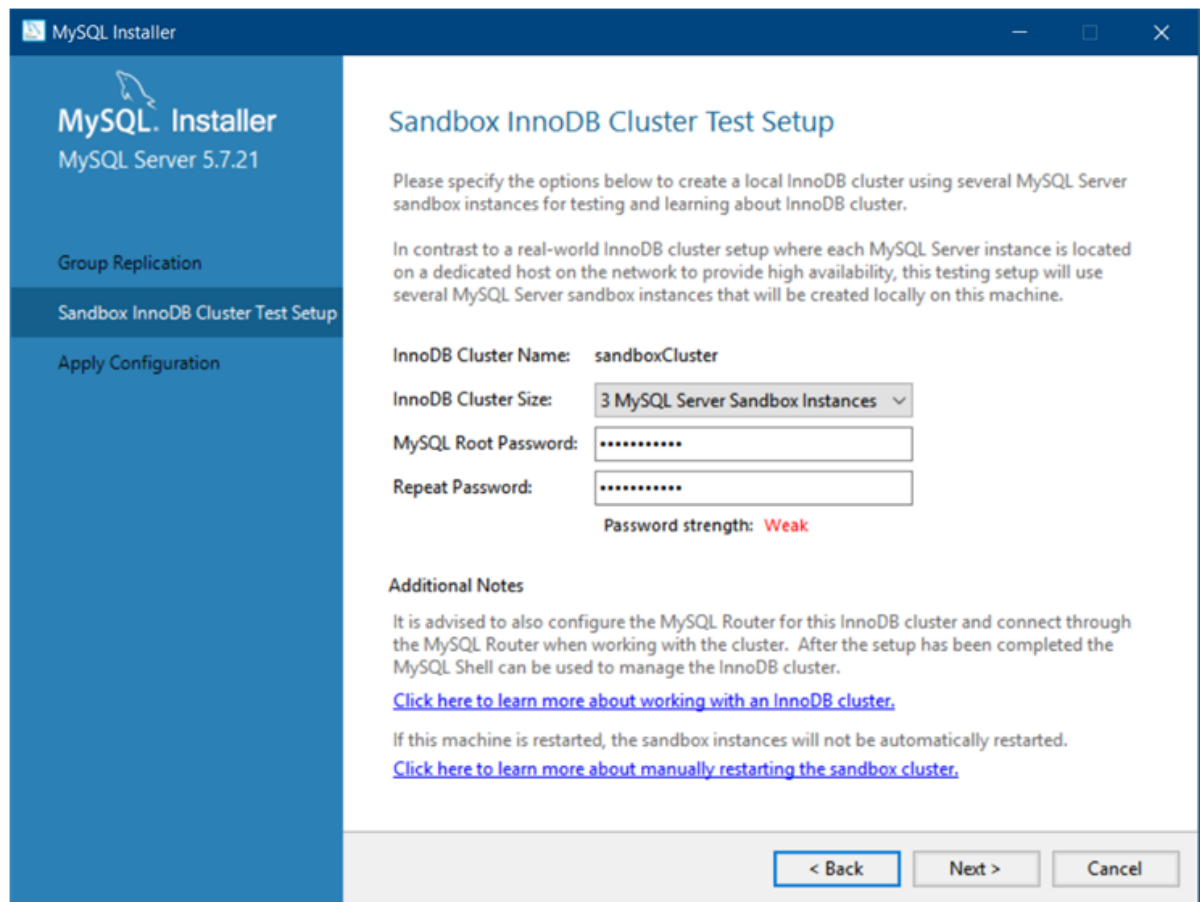 MySQL Installer
MySQL. Installer
MySQL Server 5.7.21
Group Replication
Sandbox InnoDB Cluster Test Setup
Apply Configuration
Sandbox InnoDB Cluster Test Setup
Please specify the options below to create a local InnoDB cluster using several MySQL Server
sandbox instances for testing and learning about InnoDB cluster.
In contrast to a real-world InnoDB cluster setup where each MySQL Server instance is located
on a dedicated host on the network to provide high availability, this testing setup will use
several MySQL Server sandbox instances that will be created locally on this machine.
InnoDB Cluster Name: sandboxCluster
InnoDB Cluster Size: 3 MySQL Server Sandbox Instances
MySQL Root Password: •••••••••••
Repeat Password: •••••••••••
Password strength: Weak
Additional Notes
It is advised to also configure the MySQL Router for this InnoDB cluster and connect through
the MySQL Router when working with the cluster. After the setup has been completed the
MySQL Shell can be used to manage the InnoDB cluster.
Click here to learn more about working with an InnoDB cluster.
If this machine is restarted, the sandbox instances will not be automatically restarted.
Click here to learn more about manually restarting the sandbox cluster.
< Back Next > Cancel